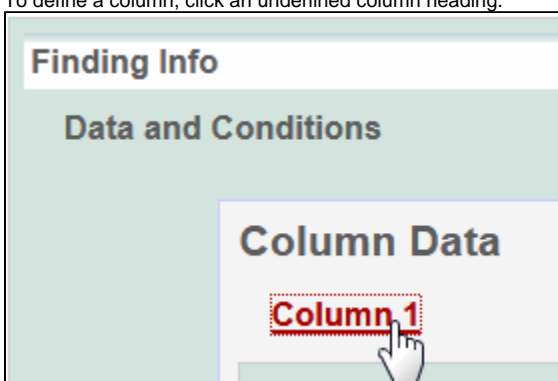 To define a column, click an undefined column heading.
Finding Info
Data and Conditions
Column Data
Column 1